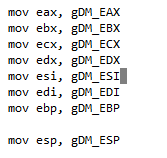 mov eax, gDM_EAX
mov ebx, gDM_EBX
mov ecx, gDM_ECX
mov edx, gDM_EDX
mov esi, gDM_ESI
mov edi, gDM_EDI
mov ebp, gDM_EBP
mov esp, gDM_ESP